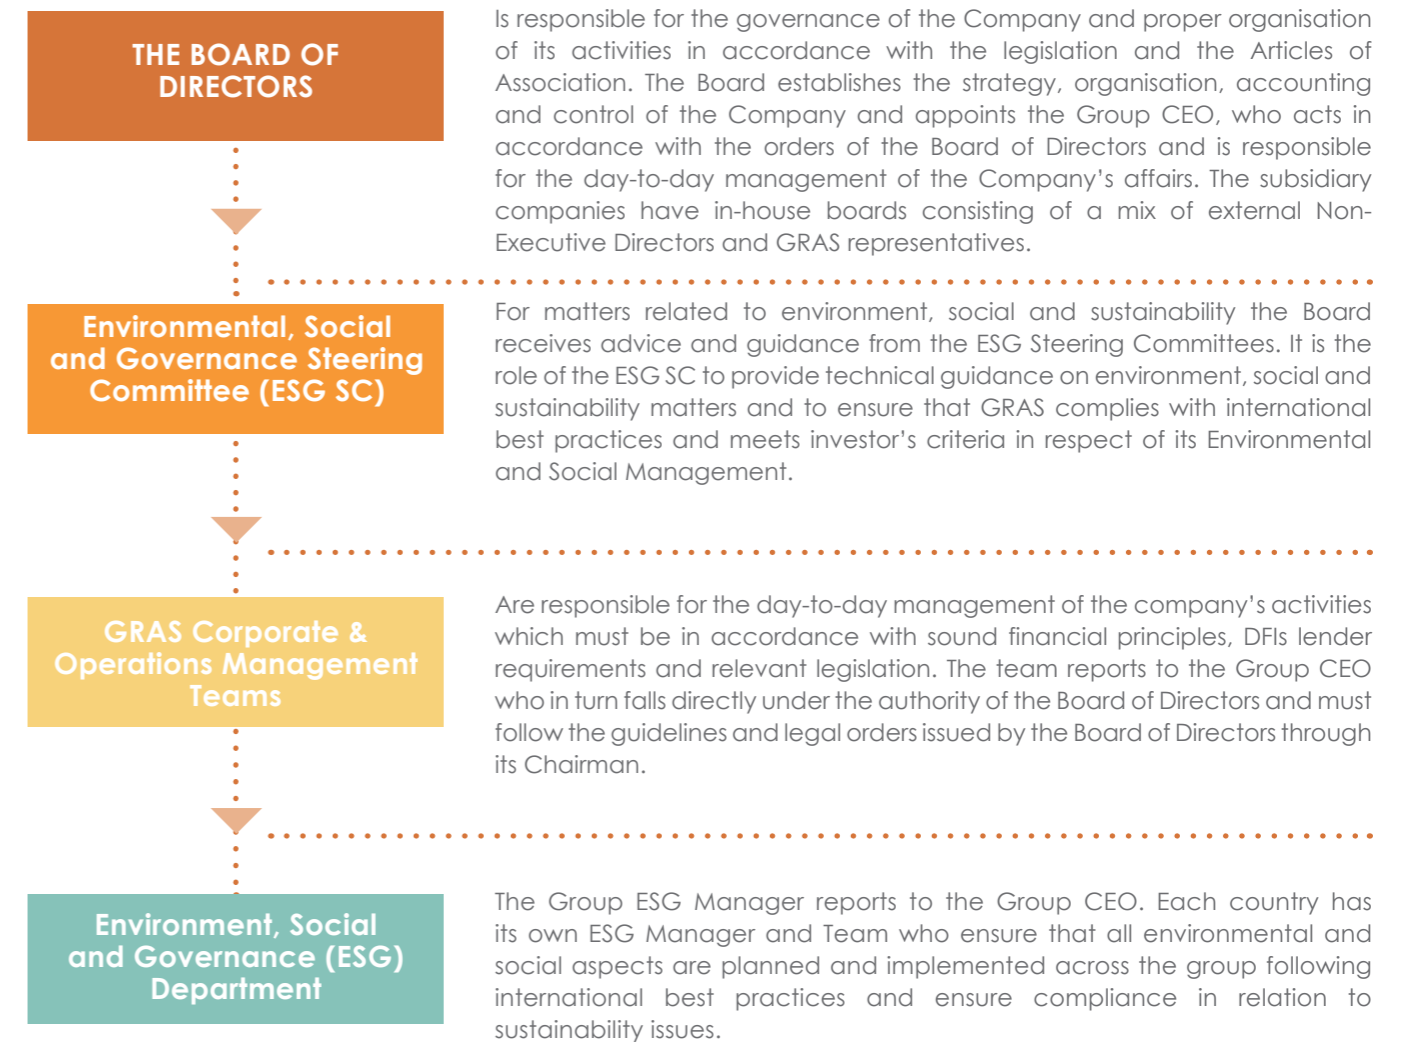 THE BOARD OF
DIRECTORS
Is responsible for the governance of the Company and proper organisation
of its activities in accordance with the legislation and the Articles of
Association. The Board establishes the strategy, organisation, accounting
and control of the Company and appoints the Group CEO, who acts in
accordance with the orders of the Board of Directors and is responsible
for the day-to-day management of the Company’s affairs. The subsidiary
companies have in-house boards consisting of a mix of external Non-
Executive Directors and GRAS representatives.
Environmental, Social
and Governance Steering
Committee (ESG SC)
For matters related to environment, social and sustainability the Board
receives advice and guidance from the ESG Steering Committees. It is the
role of the ESG SC to provide technical guidance on environment, social and
sustainability matters and to ensure that GRAS complies with international
best practices and meets investor’s criteria in respect of its Environmental
and Social Management.
GRAS Corporate &
Operations Management
Teams
Are responsible for the day-to-day management of the company’s activities
which must be in accordance with sound financial principles, DFIs lender
requirements and relevant legislation. The team reports to the Group CEO
who in turn falls directly under the authority of the Board of Directors and must
follow the guidelines and legal orders issued by the Board of Directors through
its Chairman.
Environment, Social
and Governance (ESG)
Department
The Group ESG Manager reports to the Group CEO. Each country has
its own ESG Manager and Team who ensure that all environmental and
social aspects are planned and implemented across the group following
international best practices and ensure compliance in relation to
sustainability issues.